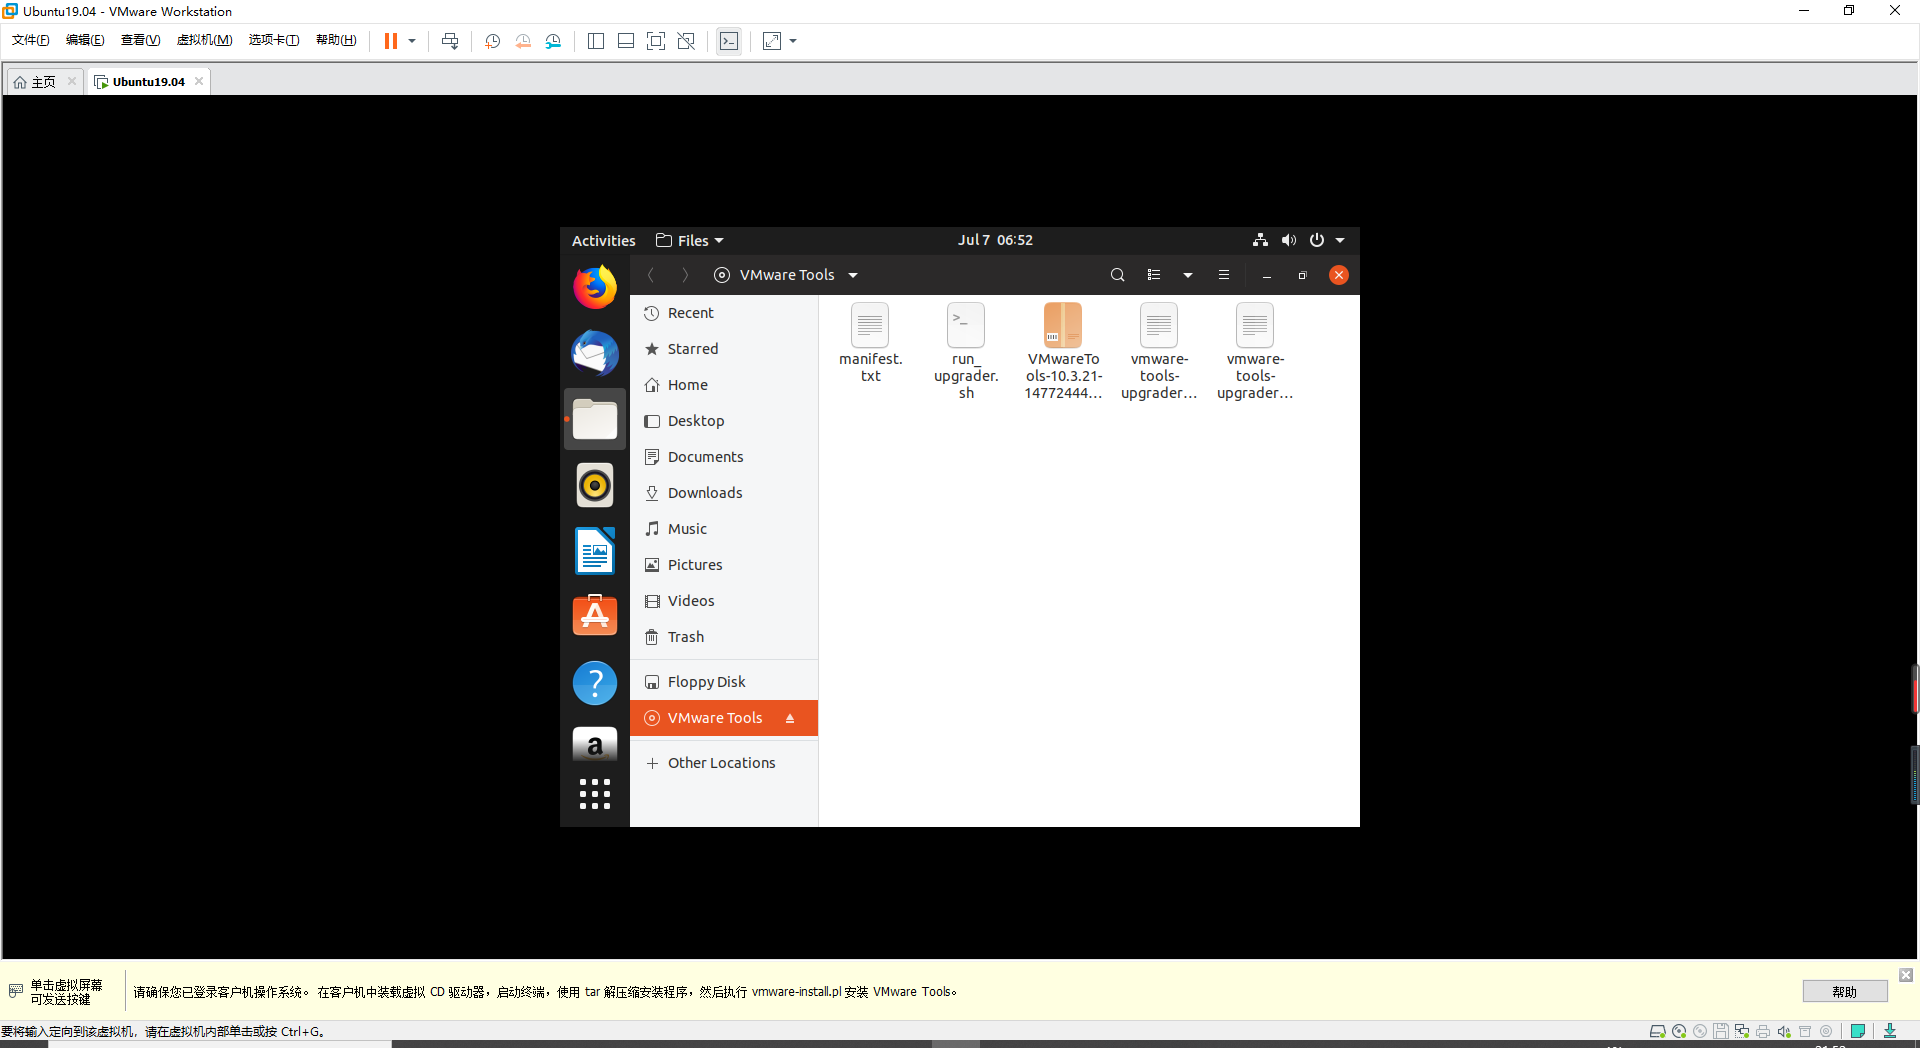 Ubuntu19.04 - VMware Workstation
文件(F) 编辑(E) 查看(V) 虚拟机(M) 选项卡(T) 帮助(H)
主页 Ubuntu19.04
Activities Files Jul 7 06:52
VMware Tools
Recent
Starred
Home
Desktop
Documents
Downloads
Music
Pictures
Videos
Trash
Floppy Disk
VMware Tools
Other Locations
manifest.
txt
run_
upgrader.
sh
VMwareTo
ols-10.3.21-
14772444…
vmware-
tools-
upgrader…
vmware-
tools-
upgrader…
单击虚拟屏幕
可发送按键
请确保您已登录客户机操作系统。在客户机中装载虚拟 CD 驱动器，启动终端，使用 tar 解压缩安装程序，然后执行 vmware-install.pl 安装 VMware Tools。
帮助
要将输入定向到该虚拟机，请在虚拟机内部单击或按 Ctrl+G。